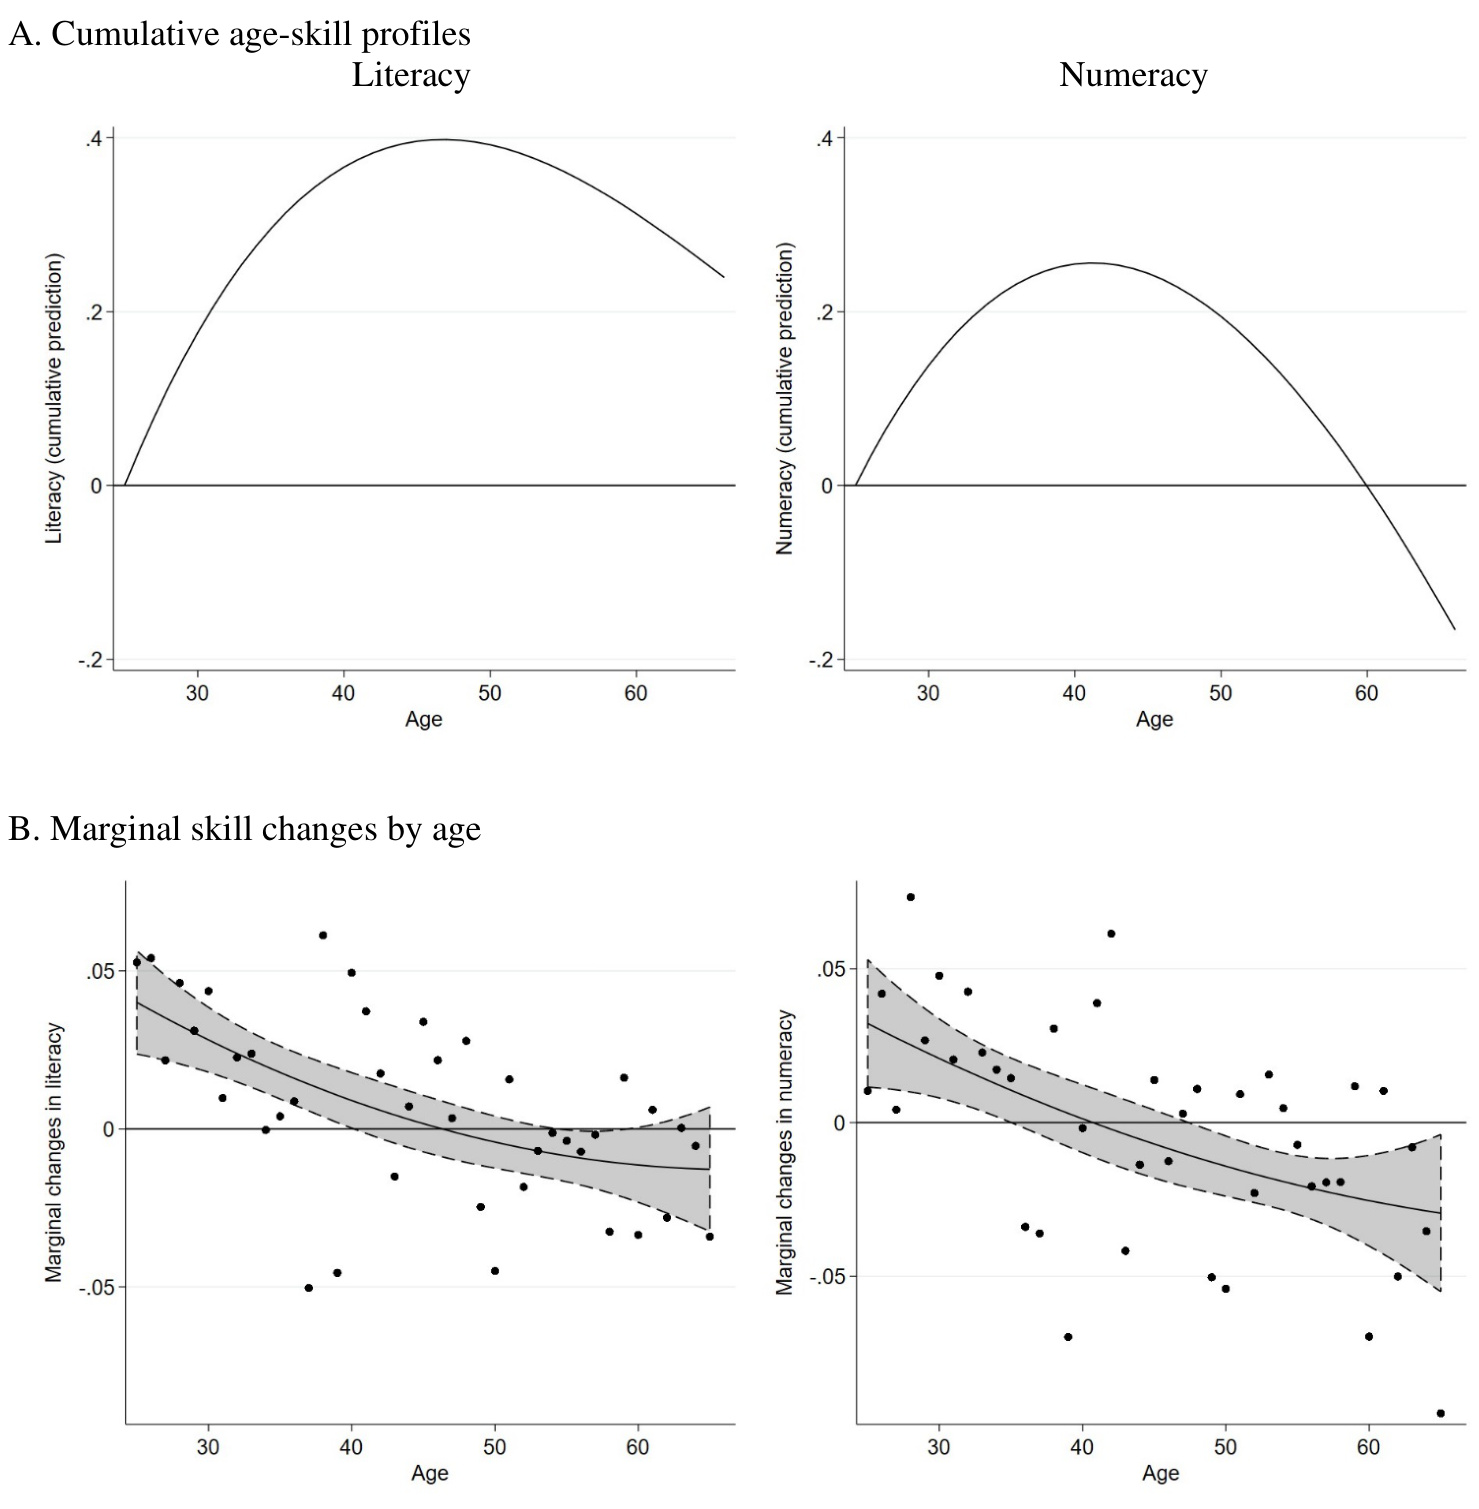 A. Cumulative age-skill profiles
Literacy
Numeracy
.4
.2
0
-.2
Literacy (cumulative prediction)
30 40 50 60
Age
.4
.2
0
-.2
Numeracy (cumulative prediction)
30 40 50 60
Age
B. Marginal skill changes by age
.05
0
-.05
Marginal changes in literacy
30 40 50 60
Age
.05
0
-.05
Marginal changes in numeracy
30 40 50 60
Age